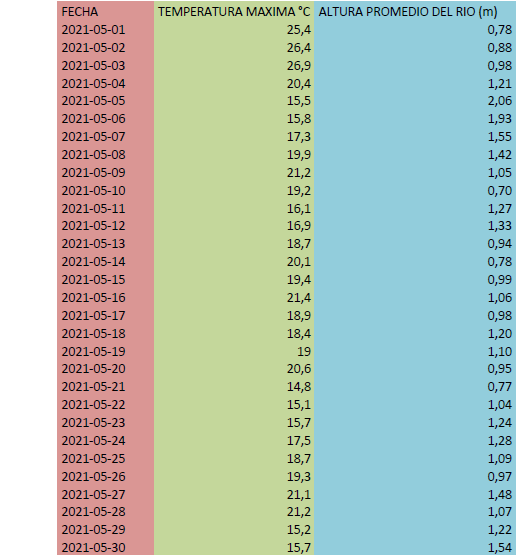 FECHA TEMPERATURA MAXIMA °C ALTURA PROMEDIO DEL RIO (m)
2021-05-01 25,4 0,78
2021-05-02 26,4 0,88
2021-05-03 26,9 0,98
2021-05-04 20,4 1,21
2021-05-05 15,5 2,06
2021-05-06 15,8 1,93
2021-05-07 17,3 1,55
2021-05-08 19,9 1,42
2021-05-09 21,2 1,05
2021-05-10 19,2 0,70
2021-05-11 16,1 1,27
2021-05-12 16,9 1,33
2021-05-13 18,7 0,94
2021-05-14 20,1 0,78
2021-05-15 19,4 0,99
2021-05-16 21,4 1,06
2021-05-17 18,9 0,98
2021-05-18 18,4 1,20
2021-05-19 19 1,10
2021-05-20 20,6 0,95
2021-05-21 14,8 0,77
2021-05-22 15,1 1,04
2021-05-23 15,7 1,24
2021-05-24 17,5 1,28
2021-05-25 18,7 1,09
2021-05-26 19,3 0,97
2021-05-27 21,1 1,48
2021-05-28 21,2 1,07
2021-05-29 15,2 1,22
2021-05-30 15,7 1,54